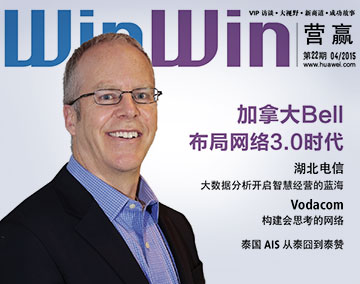 VIP 访谈·大视野·新商道·成功故事
WinWin
营赢
第22期 04/2015
www.huawei.com
加拿大Bell
布局网络3.0时代
湖北电信
大数据分析开启智慧经营的蓝海
Vodacom
构建会思考的网络
泰国 AIS 从泰囧到泰赞